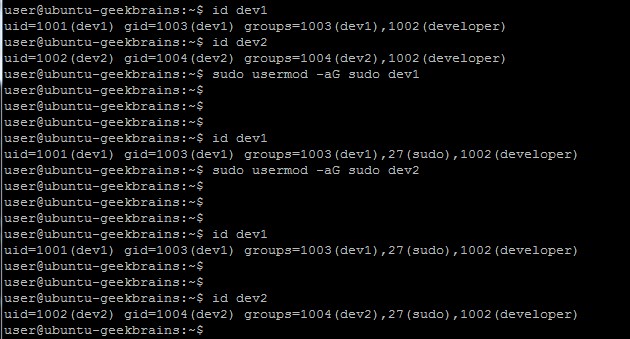 user@ubuntu-geekbrains:~$ id dev1
uid=1001(dev1) gid=1003(dev1) groups=1003(dev1),1002(developer)
user@ubuntu-geekbrains:~$ id dev2
uid=1002(dev2) gid=1004(dev2) groups=1004(dev2),1002(developer)
user@ubuntu-geekbrains:~$ sudo usermod -aG sudo dev1
user@ubuntu-geekbrains:~$
user@ubuntu-geekbrains:~$
user@ubuntu-geekbrains:~$
user@ubuntu-geekbrains:~$ id dev1
uid=1001(dev1) gid=1003(dev1) groups=1003(dev1),27(sudo),1002(developer)
user@ubuntu-geekbrains:~$ sudo usermod -aG sudo dev2
user@ubuntu-geekbrains:~$
user@ubuntu-geekbrains:~$
user@ubuntu-geekbrains:~$
user@ubuntu-geekbrains:~$ id dev1
uid=1001(dev1) gid=1003(dev1) groups=1003(dev1),27(sudo),1002(developer)
user@ubuntu-geekbrains:~$
user@ubuntu-geekbrains:~$
user@ubuntu-geekbrains:~$ id dev2
uid=1002(dev2) gid=1004(dev2) groups=1004(dev2),27(sudo),1002(developer)
user@ubuntu-geekbrains:~$